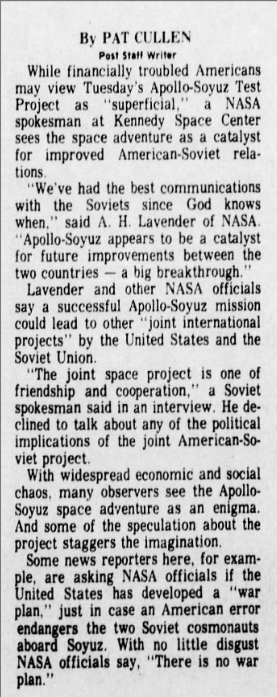 By PAT CULLEN
Post Staff Writer
While financially troubled Americans
may view Tuesday's Apollo-Soyuz Test
Project as "superficial," a NASA
spokesman at Kennedy Space Center
sees the space adventure as a catalyst
for improved American-Soviet rela-
tions.
"We've had the best communications
with the Soviets since God knows
when," said A. H. Lavender of NASA.
"Apollo-Soyuz appears to be a catalyst
for future improvements between the
two countries — a big breakthrough."
Lavender and other NASA officials
say a successful Apollo-Soyuz mission
could lead to other "joint international
projects" by the United States and the
Soviet Union.
"The joint space project is one of
friendship and cooperation," a Soviet
spokesman said in an interview. He de-
clined to talk about any of the political
implications of the joint American-So-
viet project.
With widespread economic and social
chaos, many observers see the Apollo-
Soyuz space adventure as an enigma.
And some of the speculation about the
project staggers the imagination.
Some news reporters here, for exam-
ple, are asking NASA officials if the
United States has developed a "war
plan," just in case an American error
endangers the two Soviet cosmonauts
aboard Soyuz. With no little disgust
NASA officials say, "There is no war
plan."